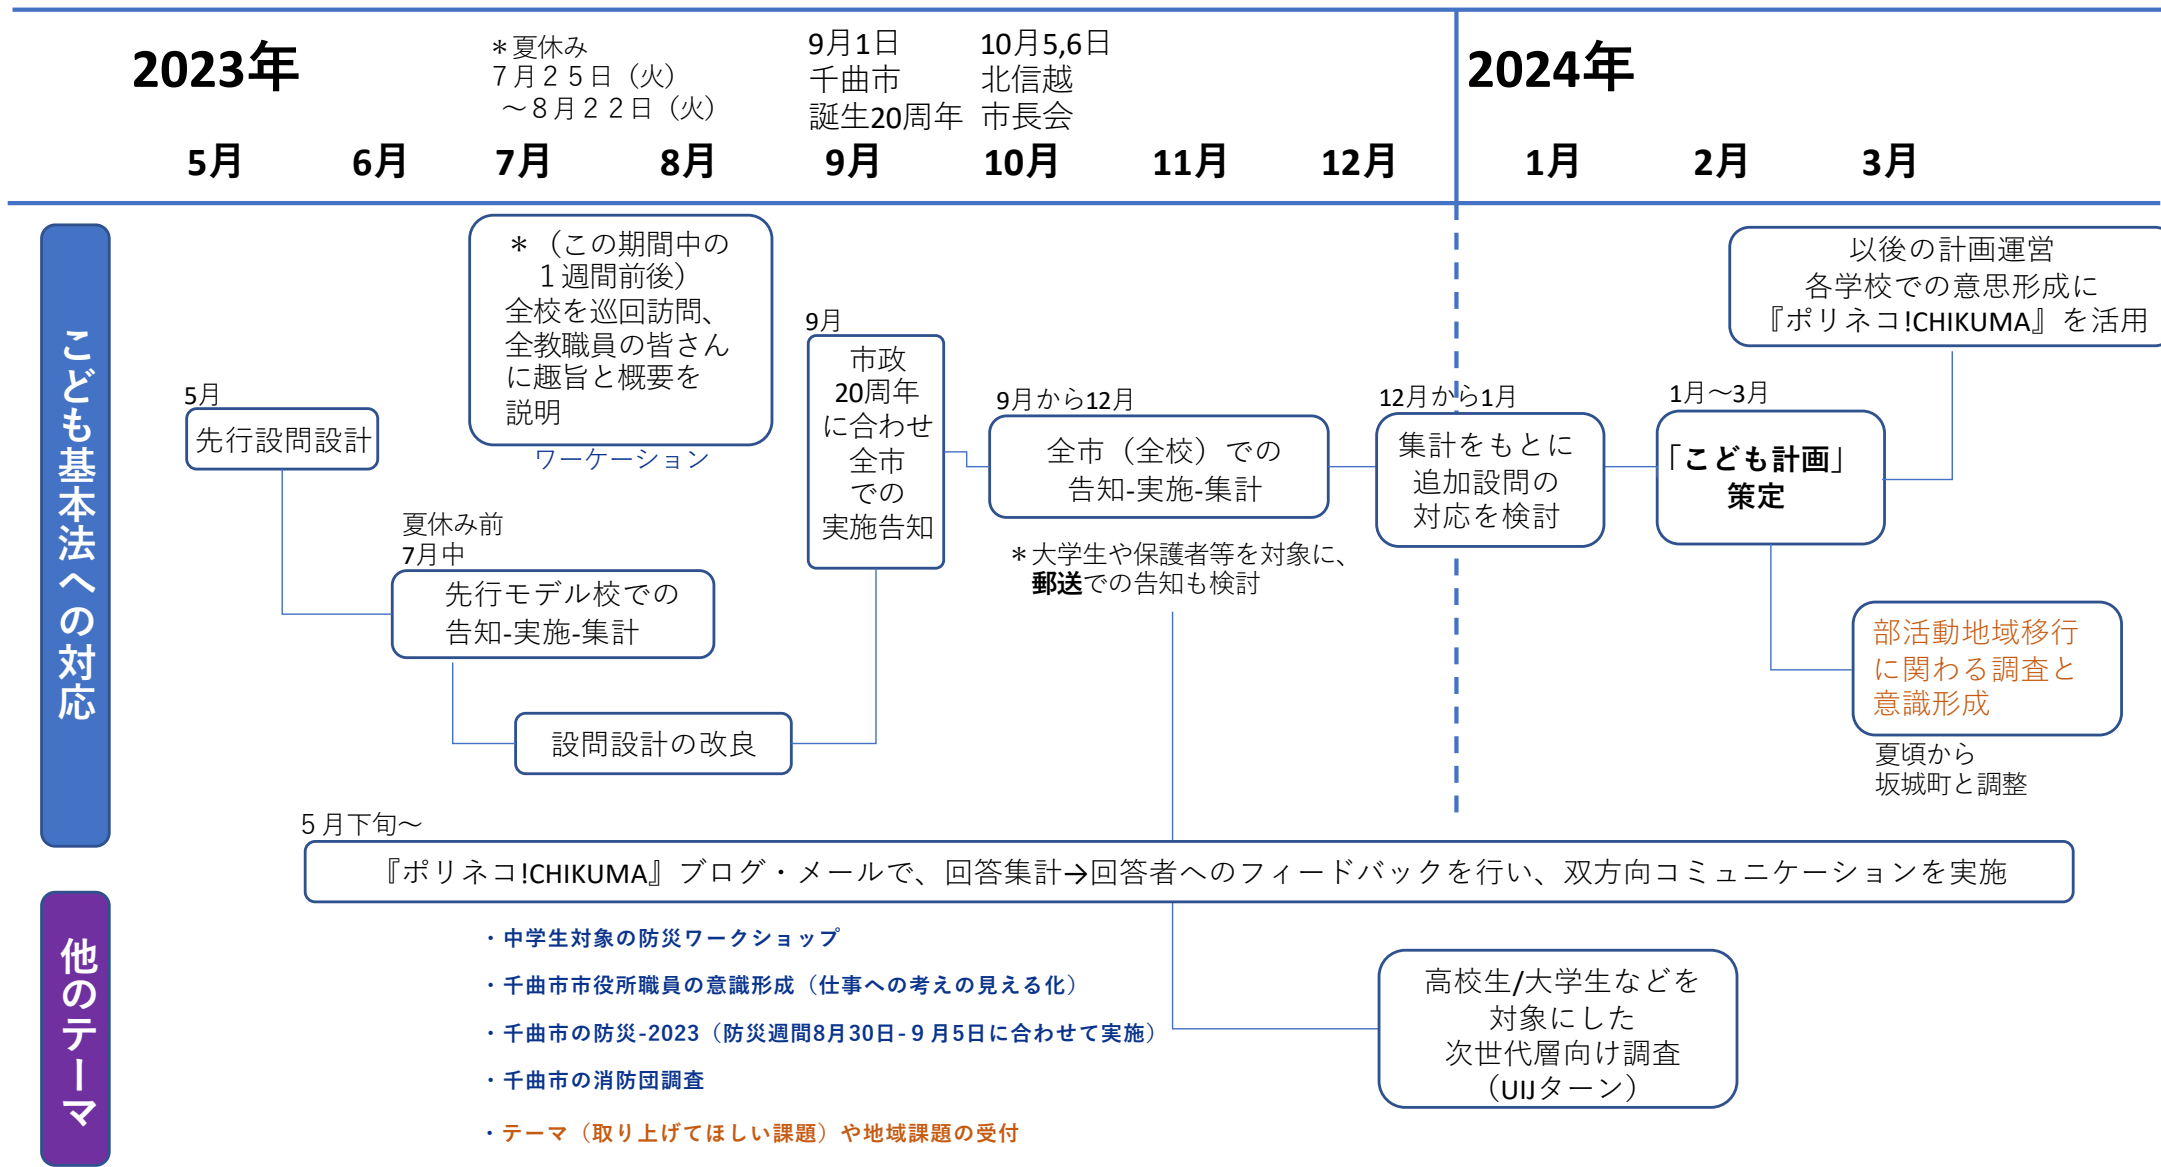 2023年
＊夏休み
７月２５日（火）
～８月２２日（火）
9月1日
千曲市
誕生20周年
10月5,6日
北信越
市長会
2024年
5月
6月
7月
8月
9月
10月
11月
12月
1月
2月
3月
こども基本法への対応
5月
先行設問設計
＊（この期間中の
１週間前後）
全校を巡回訪問、
全教職員の皆さん
に趣旨と概要を
説明
ワーケーション
夏休み前
7月中
先行モデル校での
告知-実施-集計
設問設計の改良
9月
市政
20周年
に合わせ
全市
での
実施告知
9月から12月
全市（全校）での
告知-実施-集計
＊大学生や保護者等を対象に、
郵送での告知も検討
12月から1月
集計をもとに
追加設問の
対応を検討
1月～3月
「こども計画」
策定
以後の計画運営
各学校での意思形成に
『ポリネコ!CHIKUMA』を活用
部活動地域移行
に関わる調査と
意識形成
夏頃から
坂城町と調整
５月下旬～
『ポリネコ!CHIKUMA』ブログ・メールで、回答集計→回答者へのフィードバックを行い、双方向コミュニケーションを実施
他のテーマ
・中学生対象の防災ワークショップ
・千曲市市役所職員の意識形成（仕事への考えの見える化）
・千曲市の防災-2023（防災週間8月30日-９月5日に合わせて実施）
・千曲市の消防団調査
・テーマ（取り上げてほしい課題）や地域課題の受付
高校生/大学生などを
対象にした
次世代層向け調査
（UIJターン）